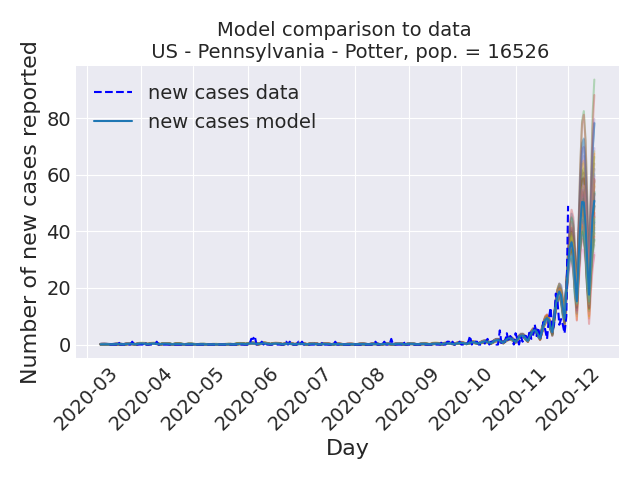 Model comparison to data
US - Pennsylvania - Potter, pop. = 16526
Number of new cases reported
80
60
40
20
0
new cases data
new cases model
2020-03
2020-04
2020-05
2020-06
2020-07
2020-08
2020-09
2020-10
2020-11
2020-12
Day